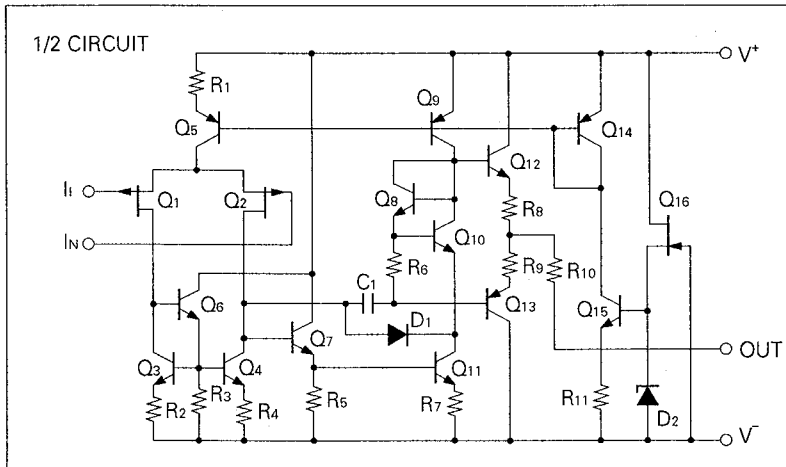 1/2 CIRCUIT
V⁺
R₁
Q₉
Q₅
Q₁₄
Q₁₂
I₁
Q₁
Q₂
Q₈
R₈
Q₁₆
Iɴ
Q₁₀
R₆
R₉
R₁₀
Q₆
C₁
Q₁₃
D₁
Q₁₅
Q₇
Q₃
Q₄
Q₁₁
OUT
R₂
R₃
R₄
R₅
R₇
R₁₁
D₂
V⁻